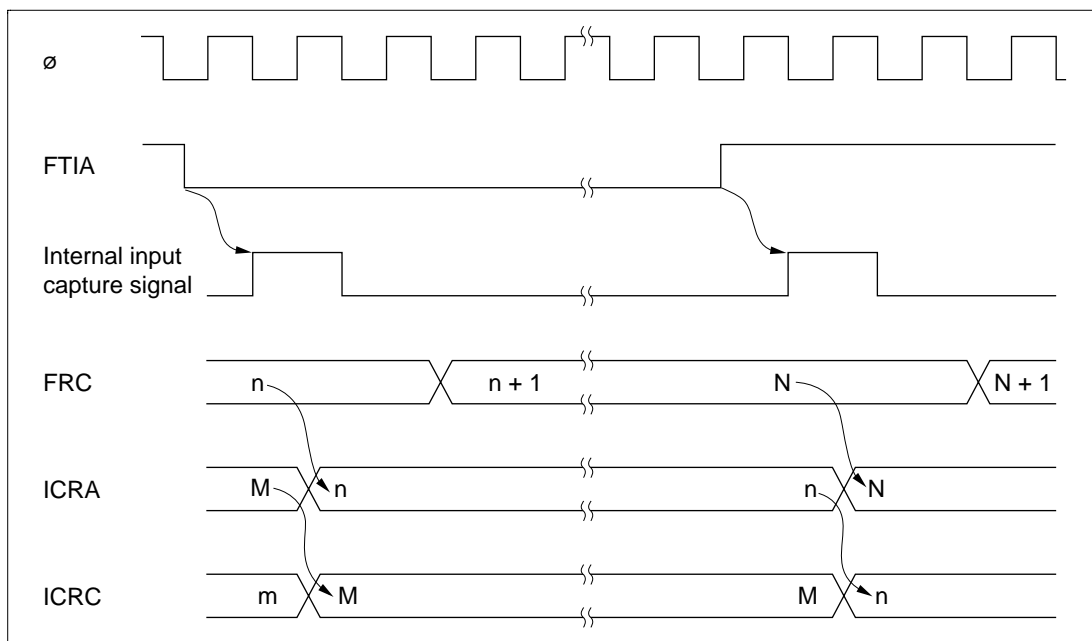 ø
FTIA
Internal input
capture signal
FRC n n + 1 N N + 1
ICRA M n n N
ICRC m M M n